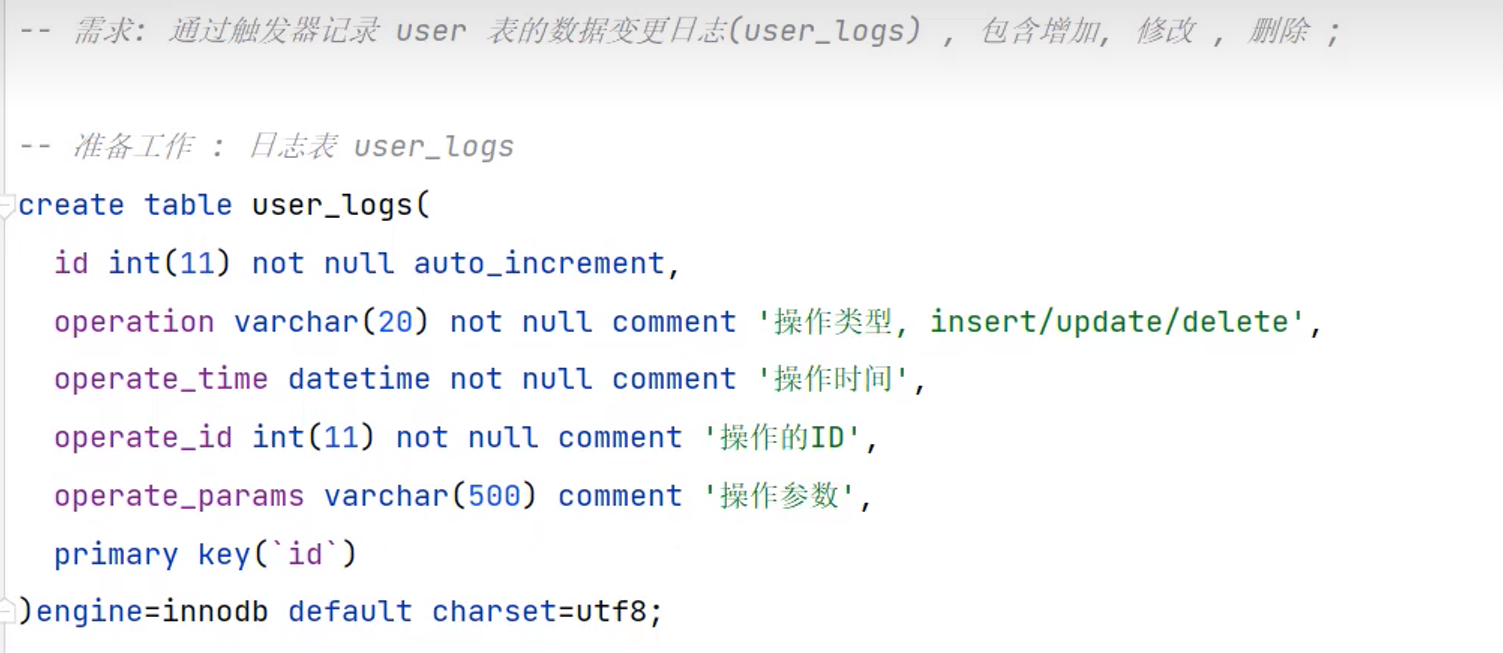 -- 需求: 通过触发器记录 user 表的数据变更日志(user_logs) , 包含增加, 修改 , 删除 ;
-- 准备工作 : 日志表 user_logs
create table user_logs(
id int(11) not null auto_increment,
operation varchar(20) not null comment '操作类型, insert/update/delete',
operate_time datetime not null comment '操作时间',
operate_id int(11) not null comment '操作的ID',
operate_params varchar(500) comment '操作参数',
primary key(`id`)
)engine=innodb default charset=utf8;